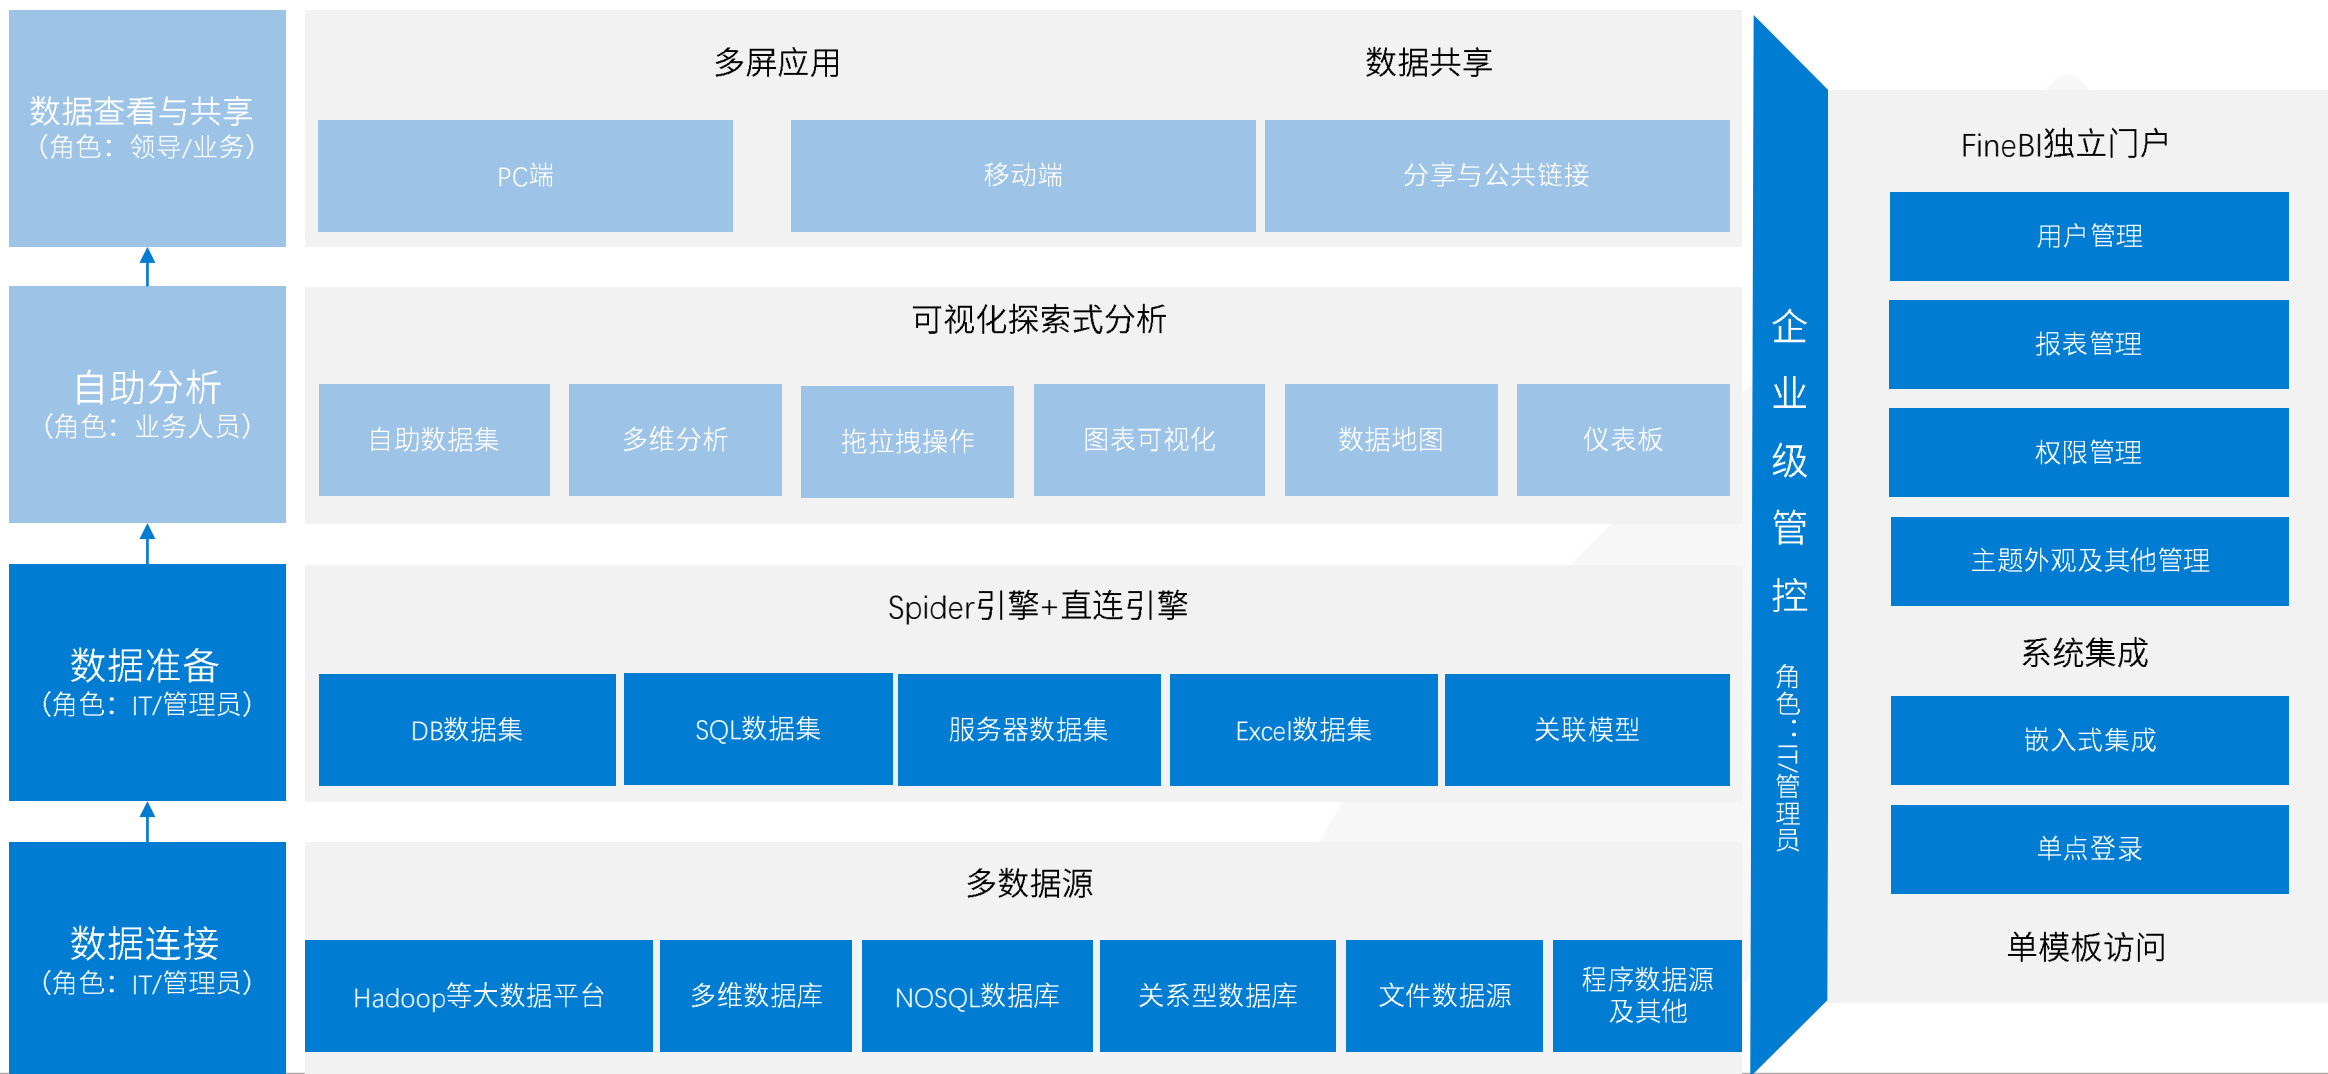 数据查看与共享
（角色：领导/业务）
多屏应用
数据共享
PC端
移动端
分享与公共链接
自助分析
（角色：业务人员）
可视化探索式分析
自助数据集
多维分析
拖拉拽操作
图表可视化
数据地图
仪表板
数据准备
（角色：IT/管理员）
Spider引擎+直连引擎
DB数据集
SQL数据集
服务器数据集
Excel数据集
关联模型
数据连接
（角色：IT/管理员）
多数据源
Hadoop等大数据平台
多维数据库
NOSQL数据库
关系型数据库
文件数据源
程序数据源
及其他
企业级管控
角色：IT/管理员
FineBI独立门户
用户管理
报表管理
权限管理
主题外观及其他管理
系统集成
嵌入式集成
单点登录
单模板访问